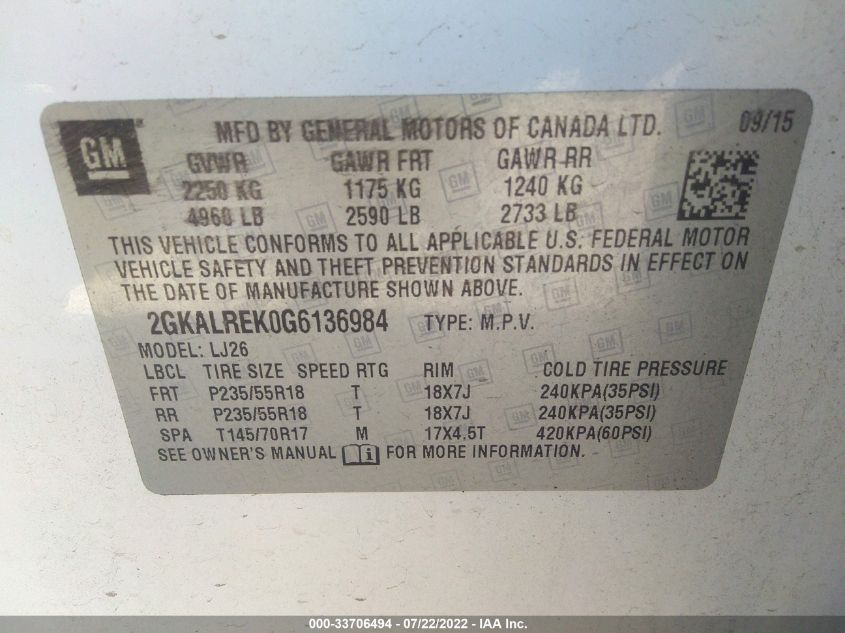 GM
MFD BY GENERAL MOTORS OF CANADA LTD. 09/15
GVWR GAWR FRT GAWR RR
2250 KG 1175 KG 1240 KG
4960 LB 2590 LB 2733 LB
THIS VEHICLE CONFORMS TO ALL APPLICABLE U.S. FEDERAL MOTOR
VEHICLE SAFETY AND THEFT PREVENTION STANDARDS IN EFFECT ON
THE DATE OF MANUFACTURE SHOWN ABOVE.
2GKALREK0G6136984 TYPE: M.P.V.
MODEL: LJ26
LBCL TIRE SIZE SPEED RTG RIM COLD TIRE PRESSURE
FRT P235/55R18 T 18X7J 240KPA(35PSI)
RR P235/55R18 T 18X7J 240KPA(35PSI)
SPA T145/70R17 M 17X4.5T 420KPA(60PSI)
SEE OWNER'S MANUAL i FOR MORE INFORMATION.
000-33706494 - 07/22/2022 - IAA Inc.